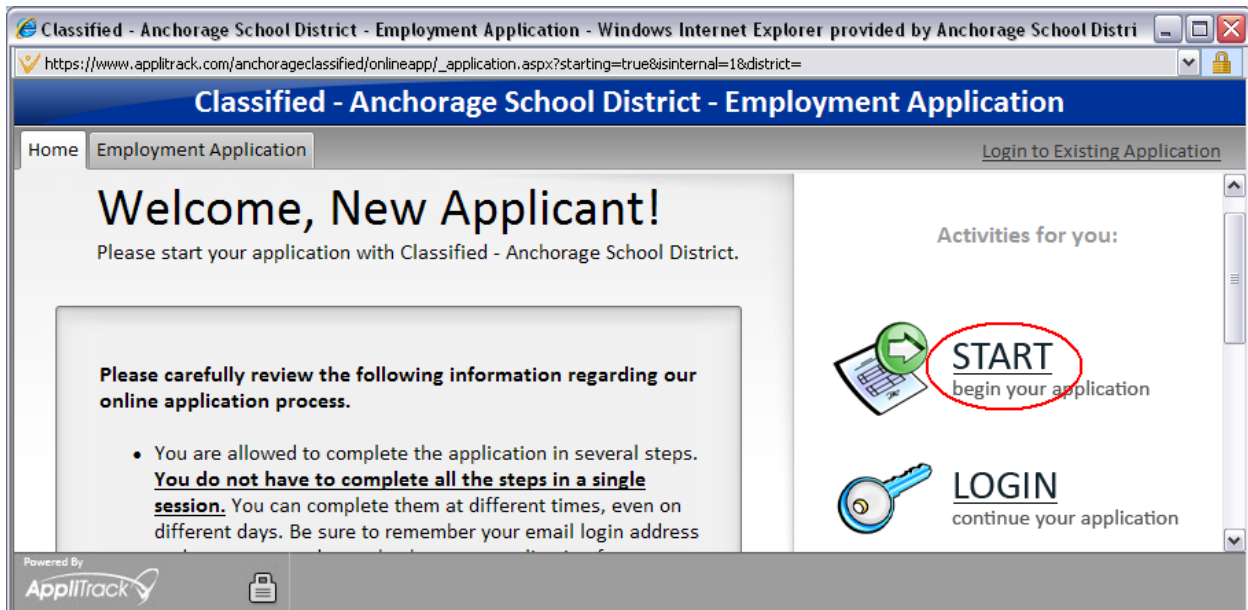 Classified - Anchorage School District - Employment Application - Windows Internet Explorer provided by Anchorage School Distri
https://www.applitrack.com/anchorageclassified/onlineapp/_application.aspx?starting=true&isinternal=1&district=
Classified - Anchorage School District - Employment Application
Home Employment Application Login to Existing Application
Welcome, New Applicant!
Please start your application with Classified - Anchorage School District.
Please carefully review the following information regarding our
online application process.
• You are allowed to complete the application in several steps.
You do not have to complete all the steps in a single
session. You can complete them at different times, even on
different days. Be sure to remember your email login address
Activities for you:
START
begin your application
LOGIN
continue your application
Powered By
AppliTrack